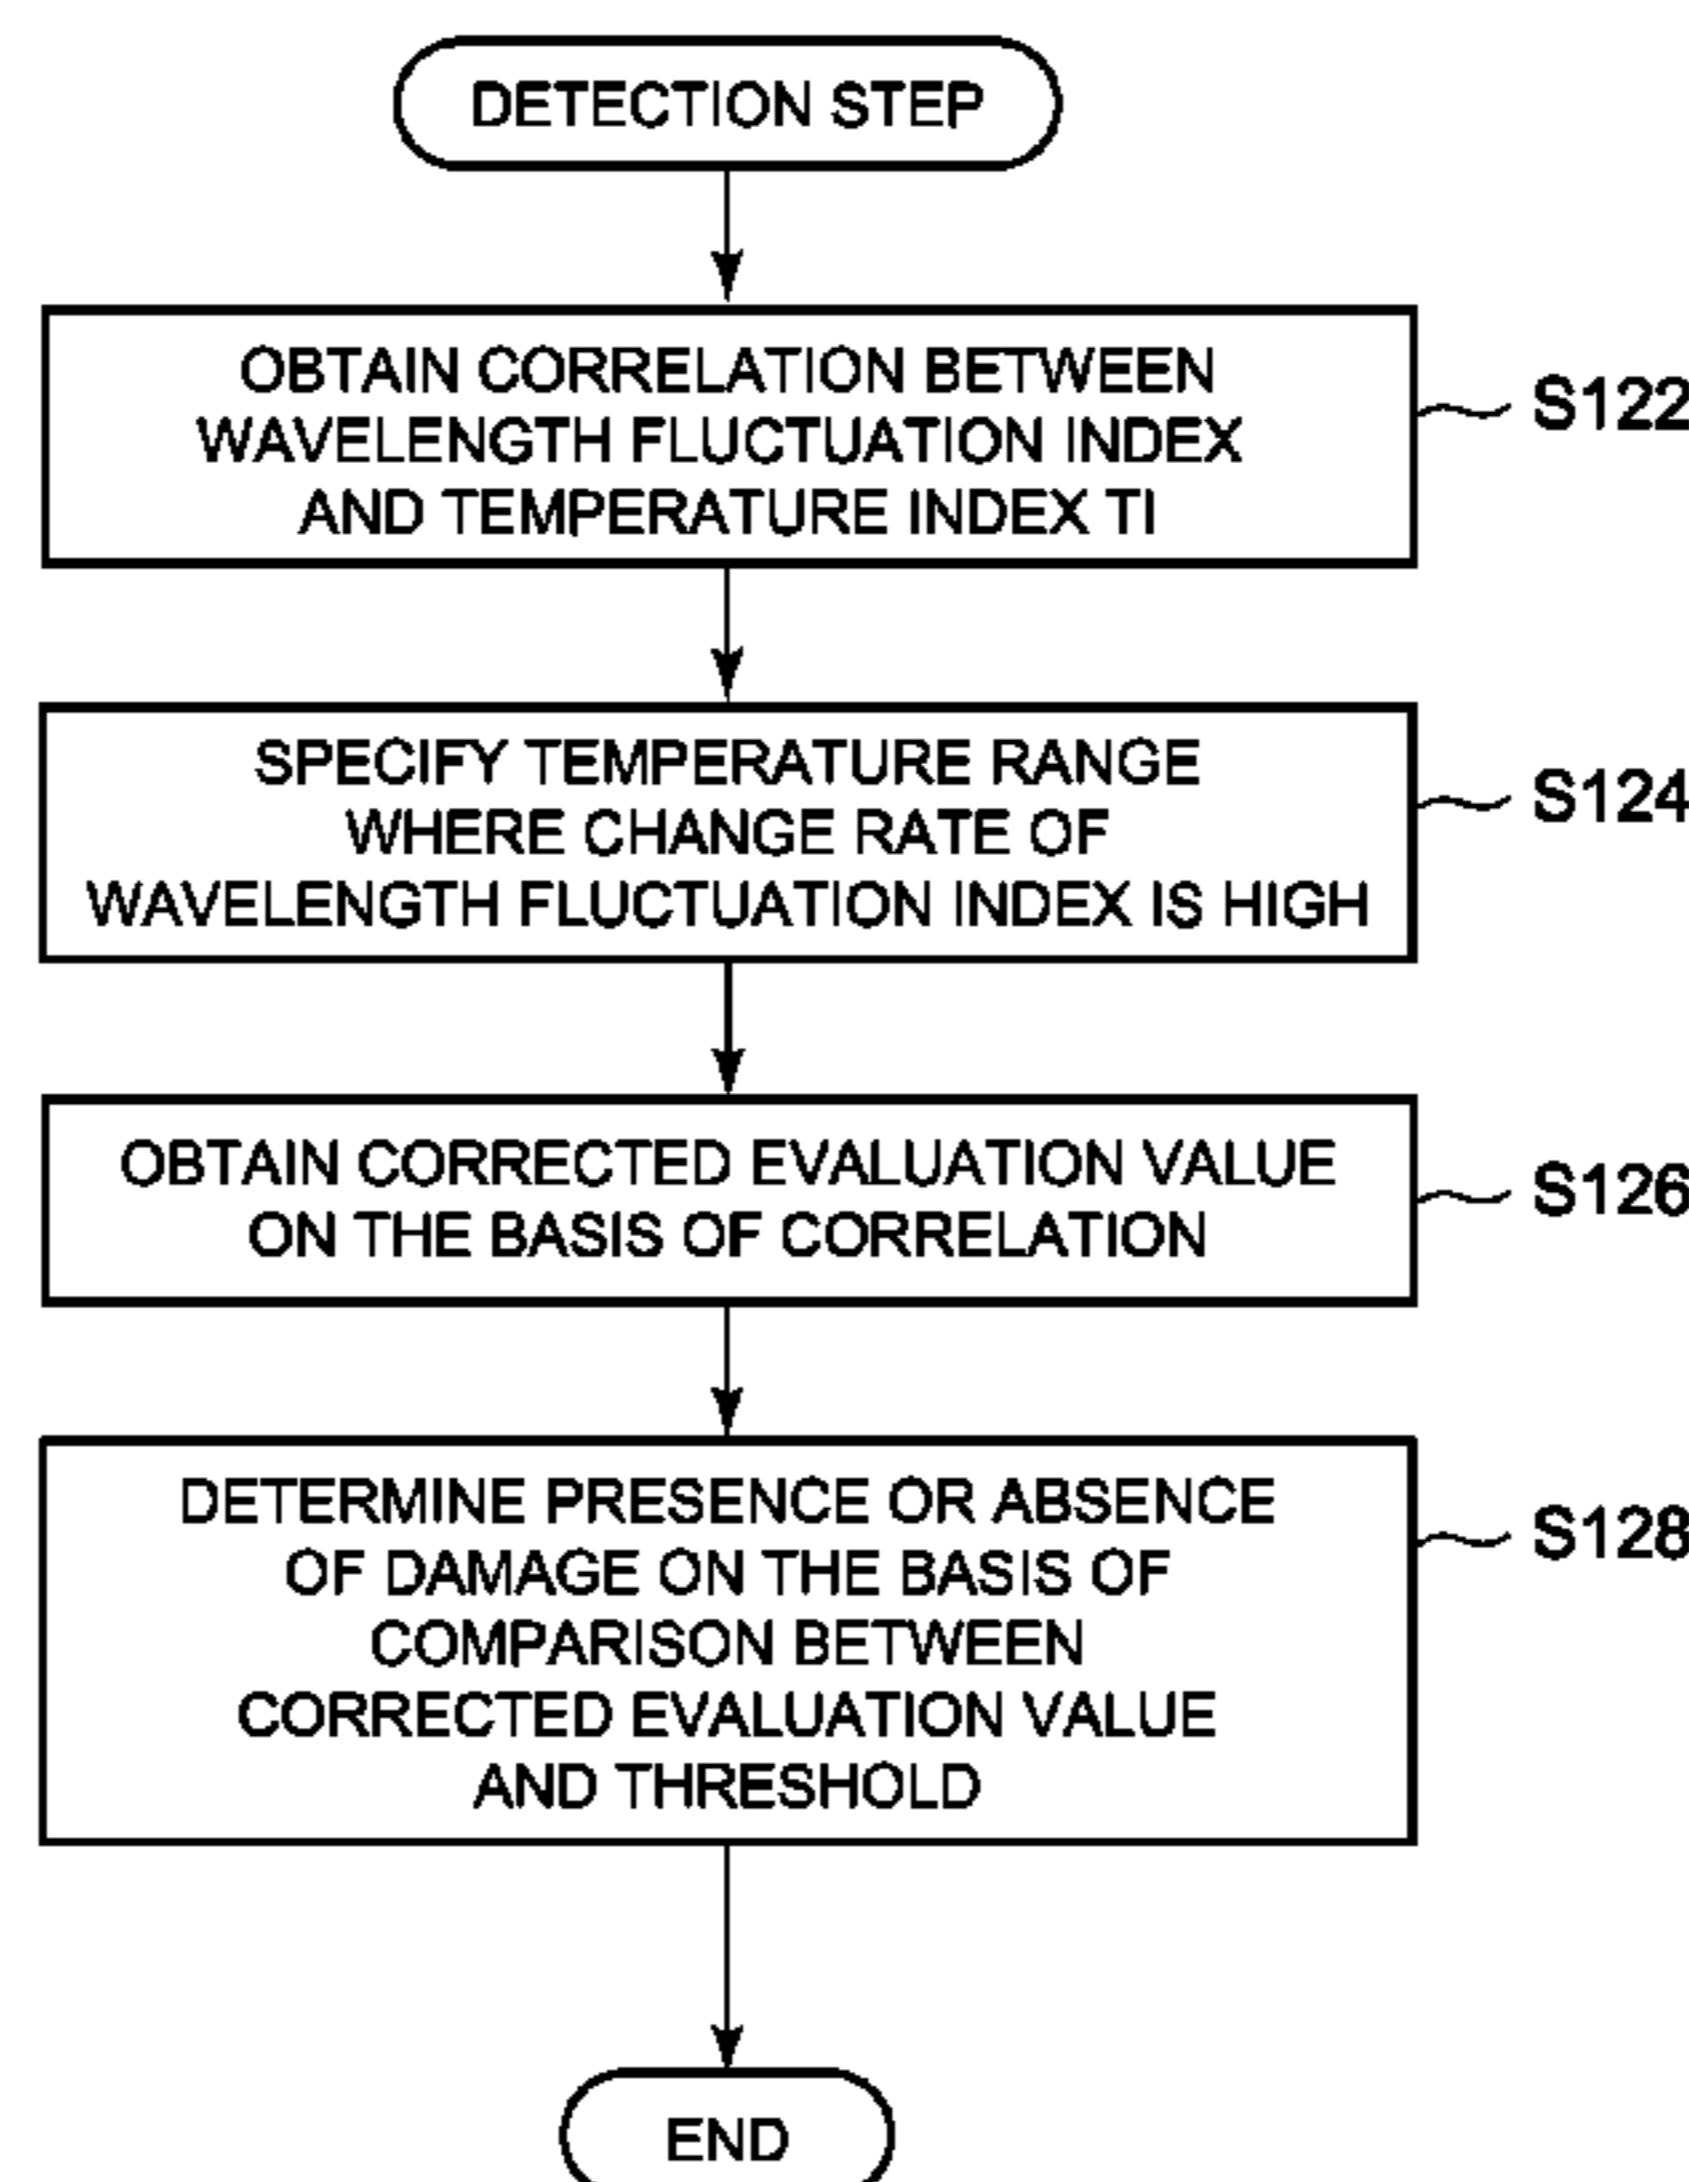 DETECTION STEP
OBTAIN CORRELATION BETWEEN
WAVELENGTH FLUCTUATION INDEX
AND TEMPERATURE INDEX TI
S122
SPECIFY TEMPERATURE RANGE
WHERE CHANGE RATE OF
WAVELENGTH FLUCTUATION INDEX IS HIGH
S124
OBTAIN CORRECTED EVALUATION VALUE
ON THE BASIS OF CORRELATION
S126
DETERMINE PRESENCE OR ABSENCE
OF DAMAGE ON THE BASIS OF
COMPARISON BETWEEN
CORRECTED EVALUATION VALUE
AND THRESHOLD
S128
END